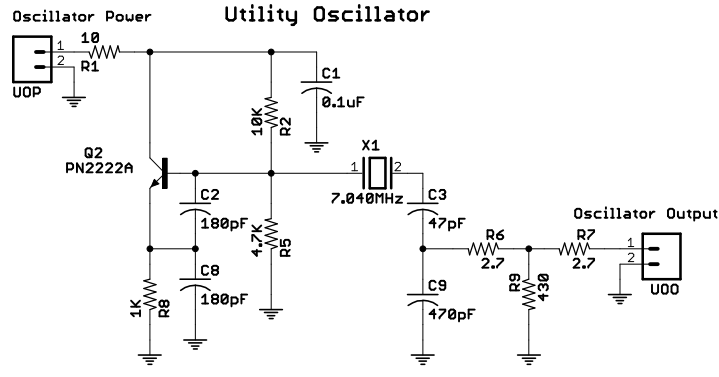 Utility Oscillator
Oscillator Power
1
2
UOP
10
R1
C1
0.1uF
10K
R2
Q2
PN2222A
X1
1
2
7.040MHz
C2
180pF
4.7K
R5
C3
47pF
Oscillator Output
R6
2.7
R7
2.7
1
2
UOO
C8
180pF
1K
R8
C9
470pF
R9
430